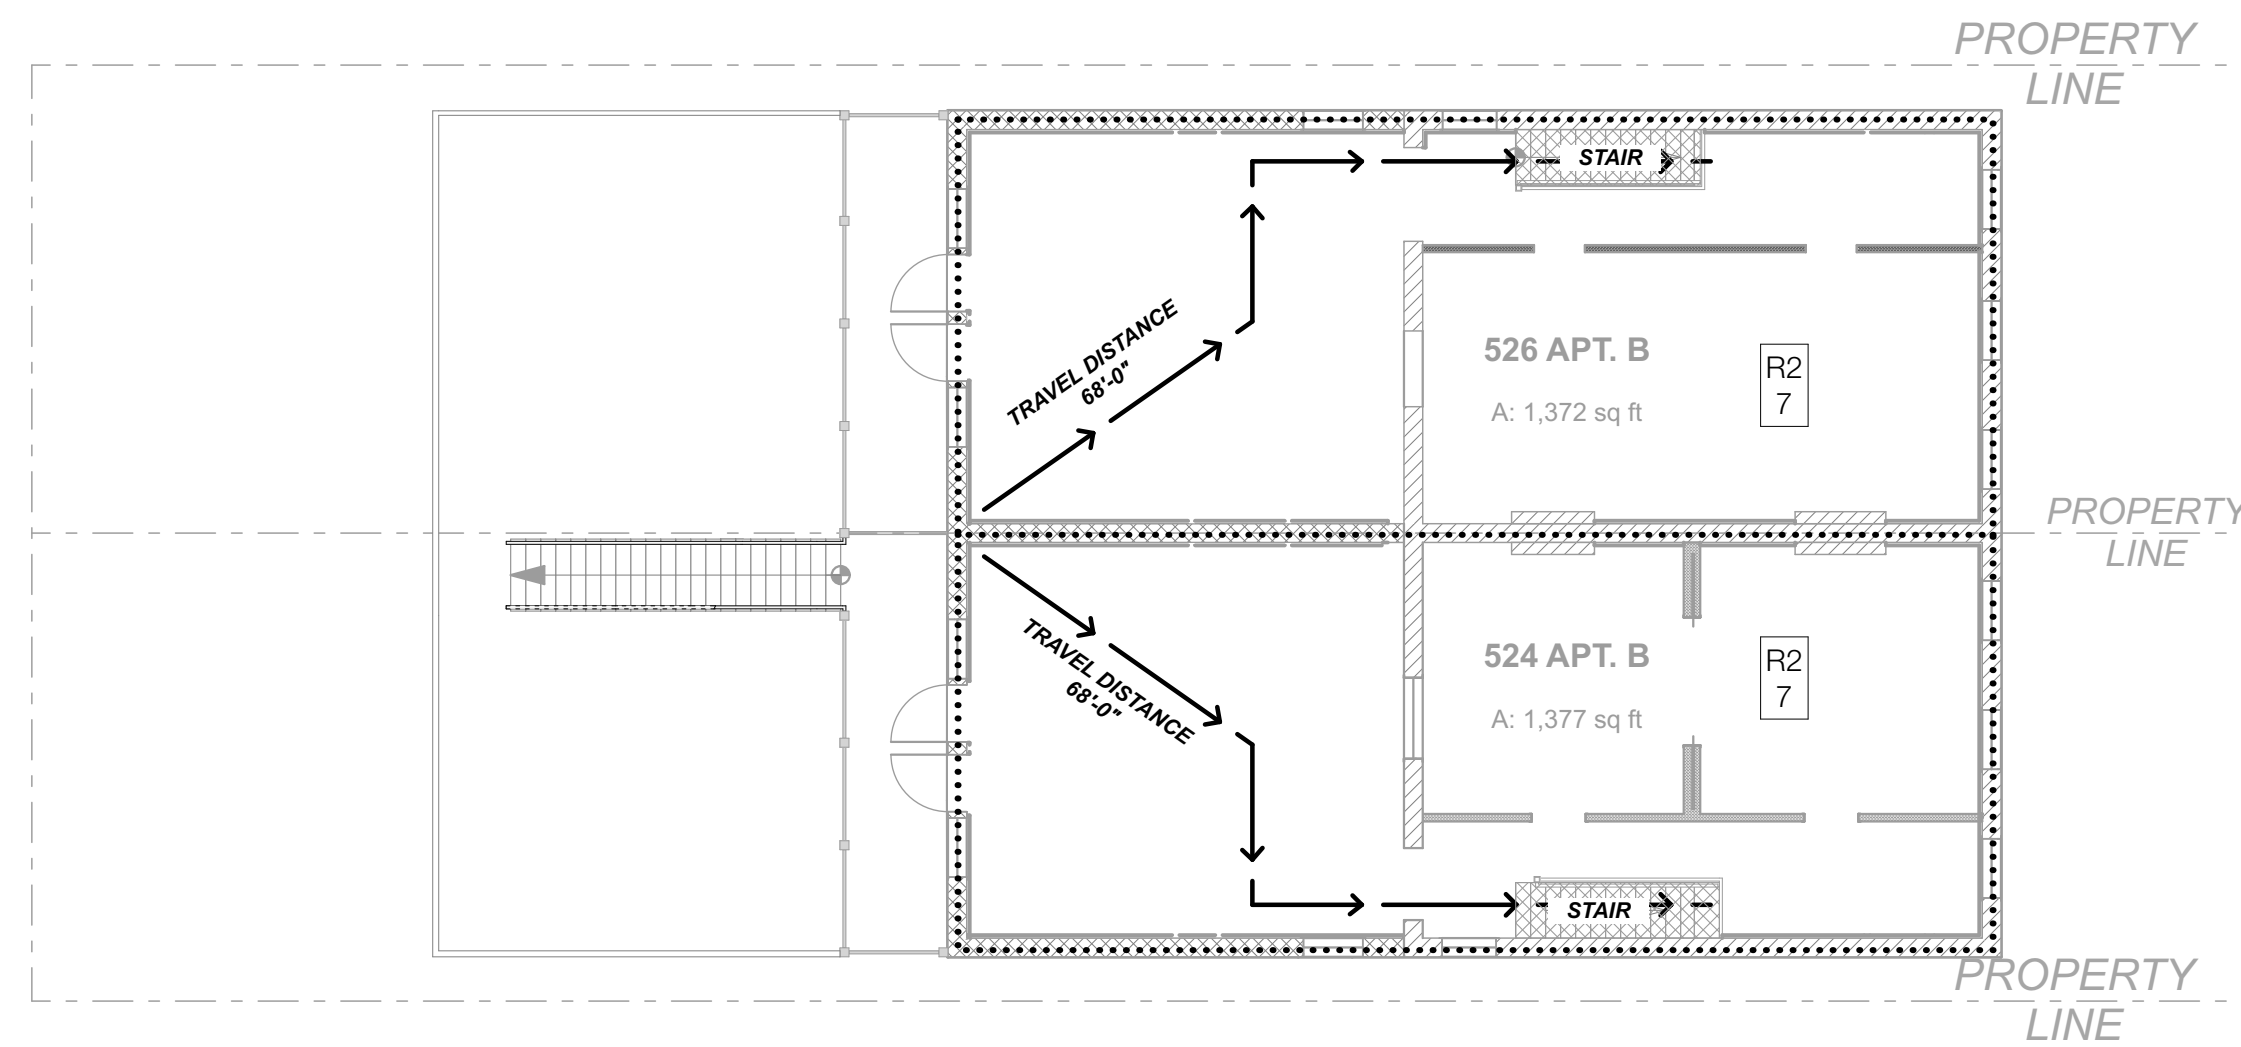 PROPERTY
LINE
STAIR
TRAVEL DISTANCE
68'-0"
526 APT. B
A: 1,372 sq ft
R2
7
PROPERTY
LINE
524 APT. B
A: 1,377 sq ft
R2
7
TRAVEL DISTANCE
68'-0"
STAIR
PROPERTY
LINE